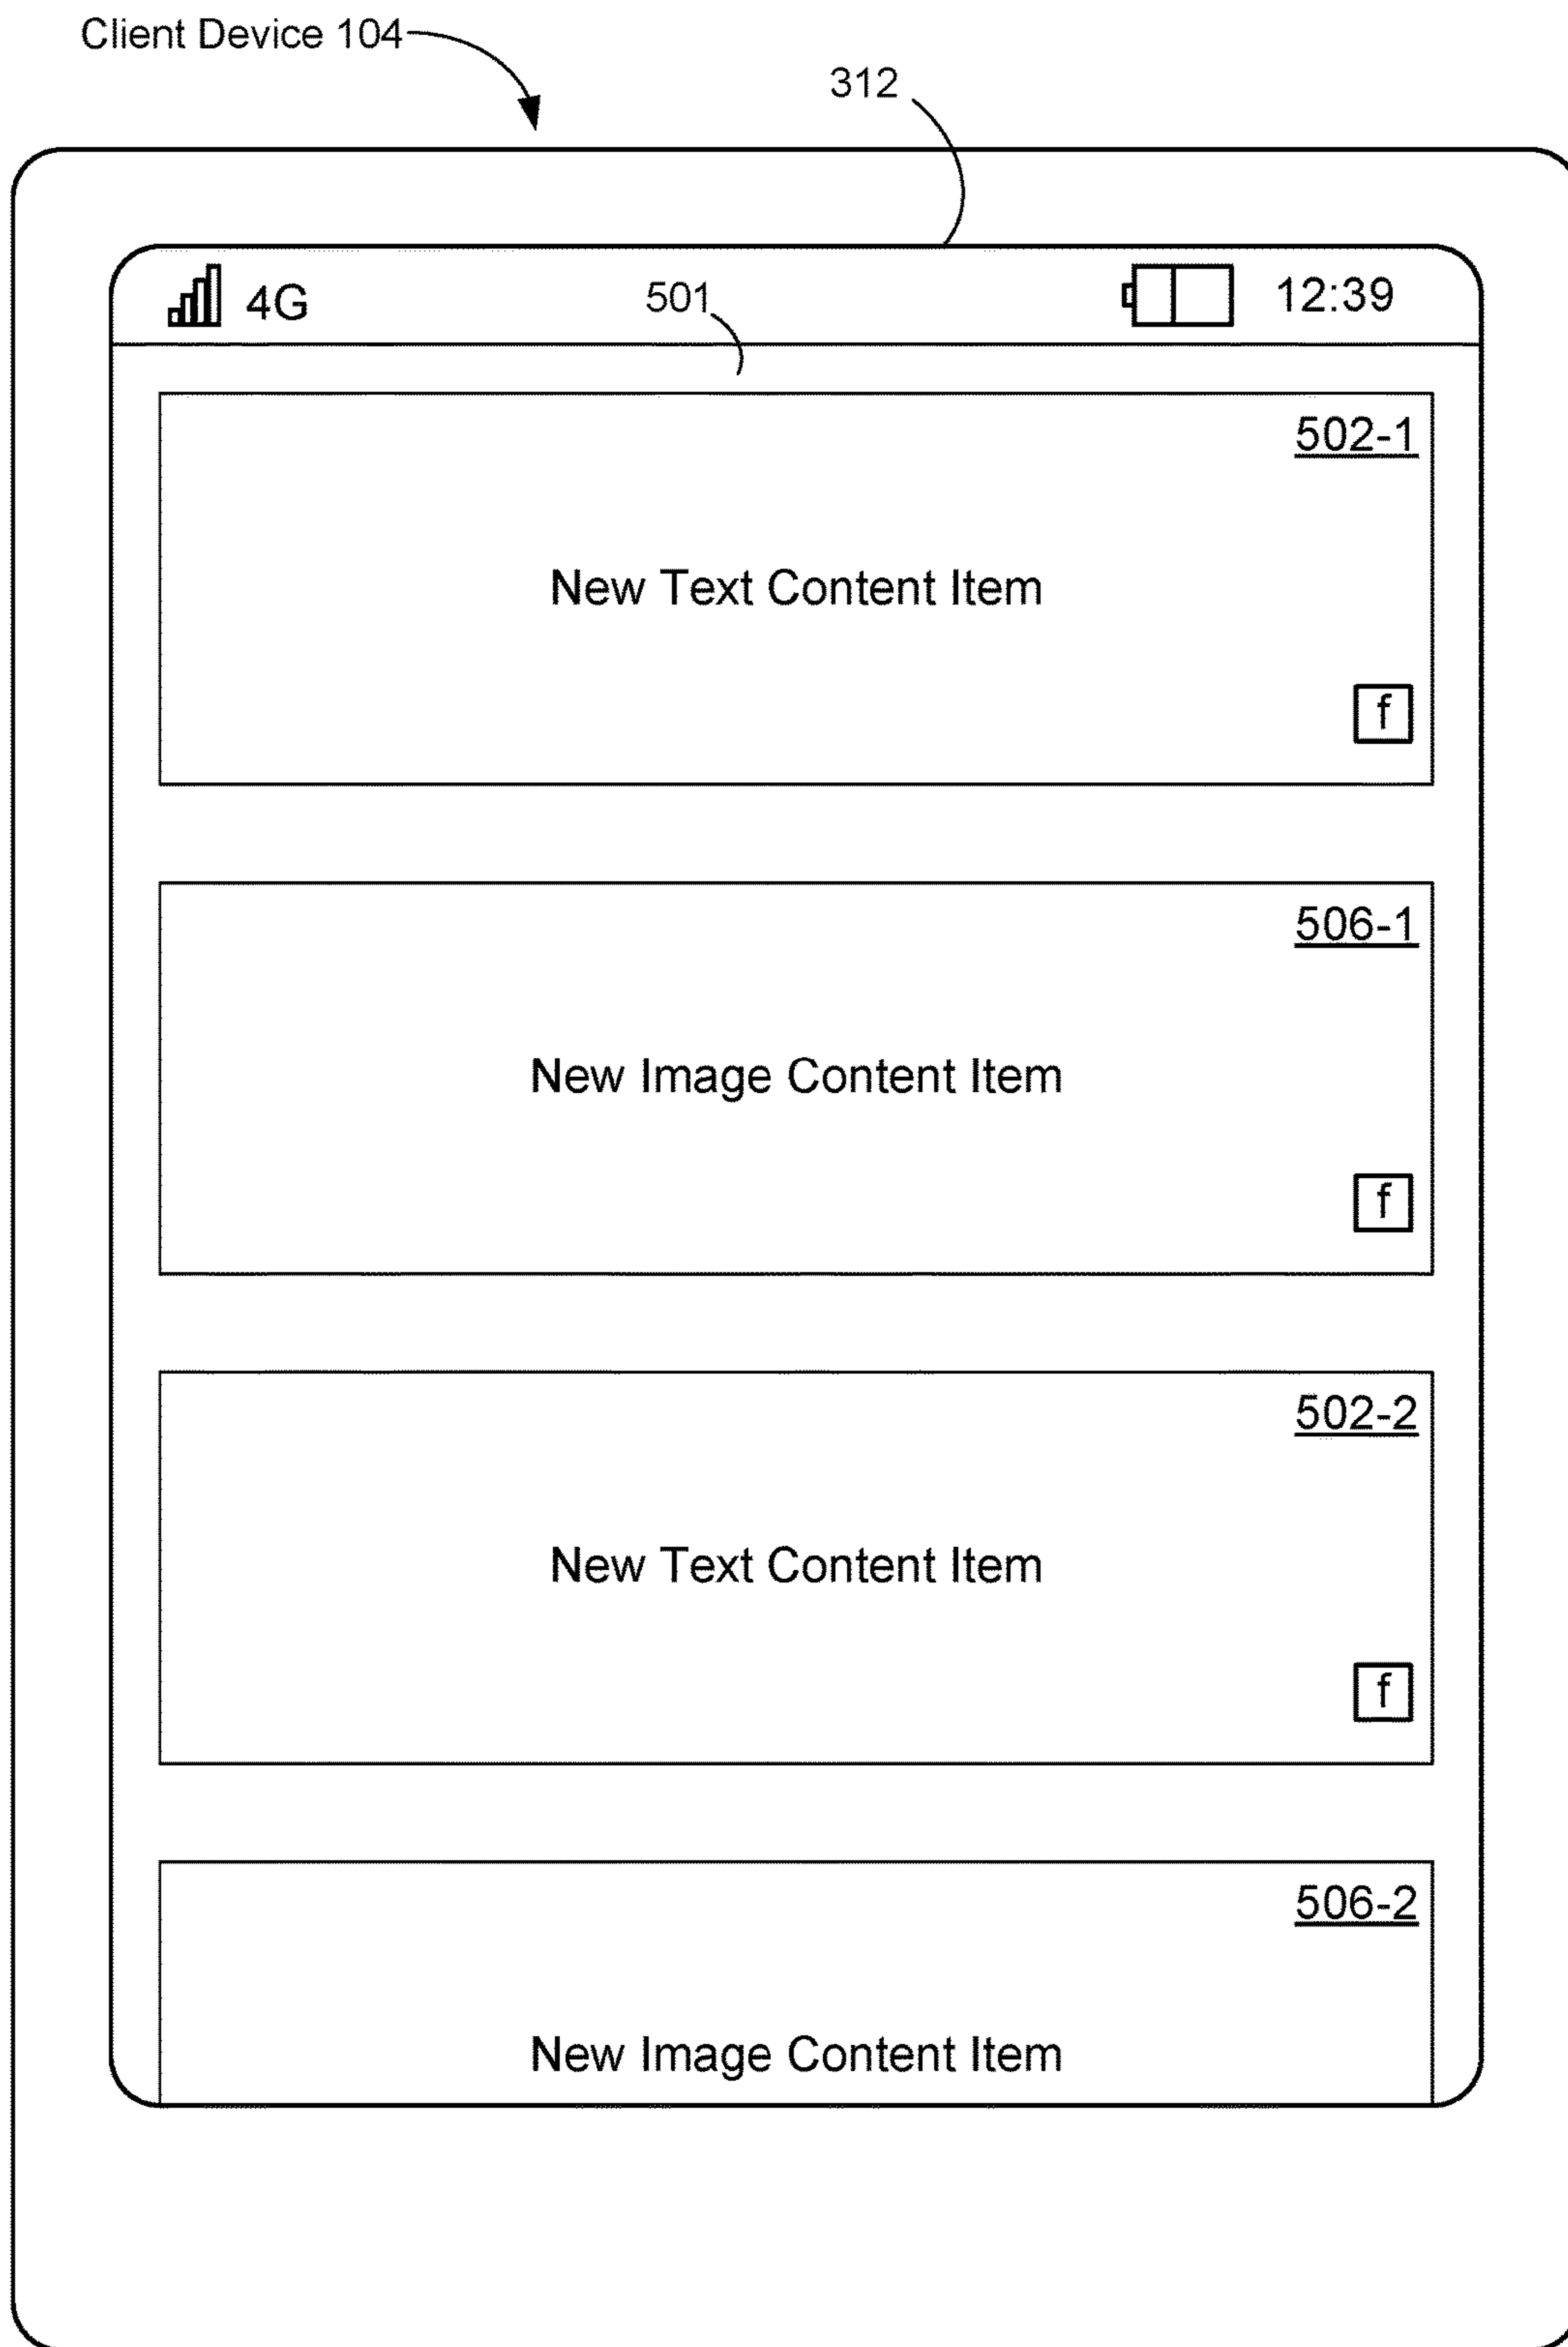 Client Device 104
312
4G
501
12:39
502-1
New Text Content Item
f
506-1
New Image Content Item
f
502-2
New Text Content Item
f
506-2
New Image Content Item